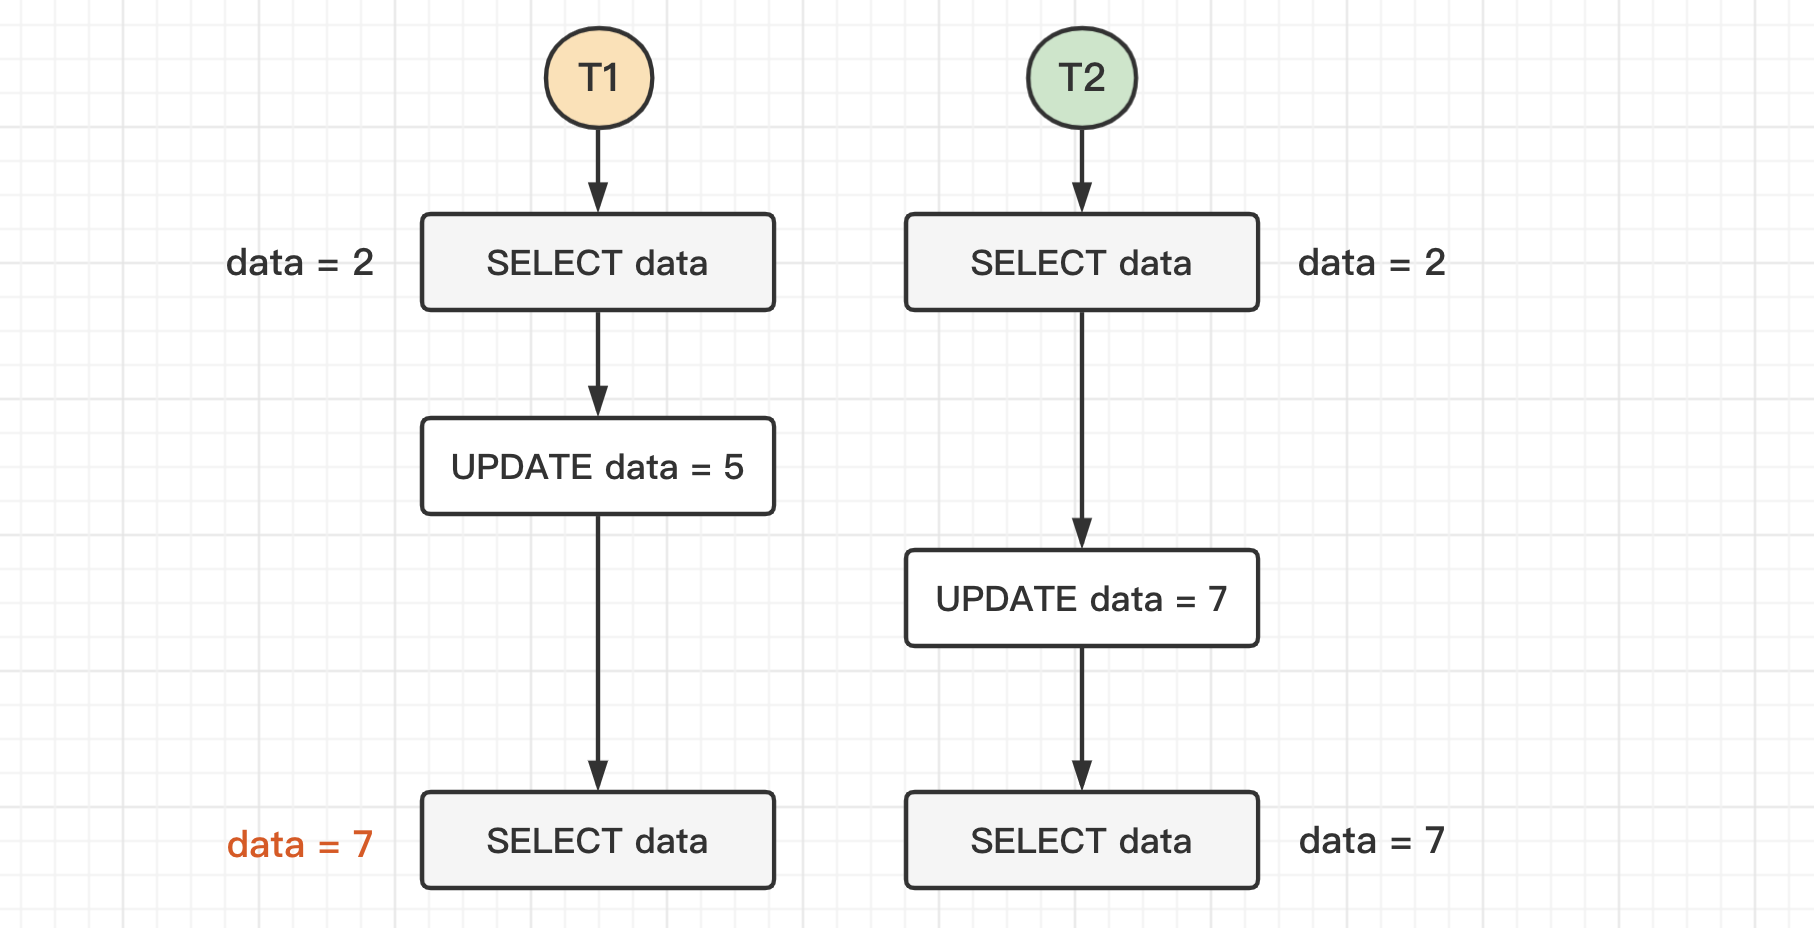 T1
T2
data = 2
SELECT data
SELECT data
data = 2
UPDATE data = 5
UPDATE data = 7
data = 7
SELECT data
SELECT data
data = 7